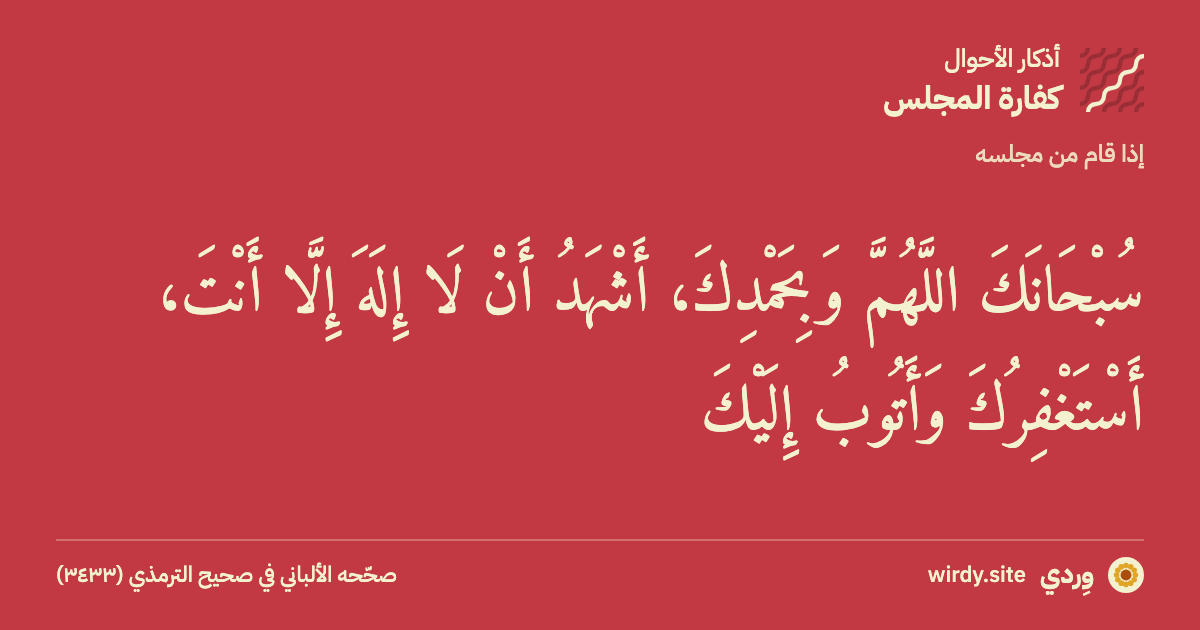 أذكار الأحوال
كفارة المجلس
إذا قام من مجلسه
سُبْحَانَكَ اللَّهُمَّ وَبِحَمْدِكَ، أَشْهَدُ أَنْ لَا إِلَهَ إِلَّا أَنْتَ،
أَسْتَغْفِرُكَ وَأَتُوبُ إِلَيْكَ
وِردي wirdy.site
صحّحه الألباني في صحيح الترمذي (٣٤٣٣)